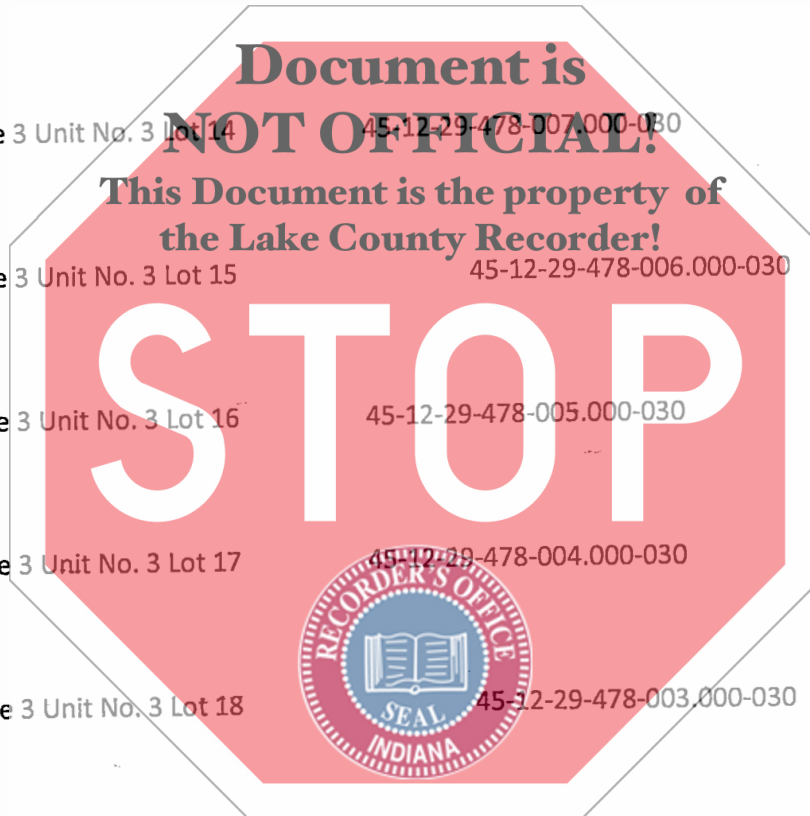 Document is
e 3 Unit No. 3 Lot 14 45-12-29-478-007.000-030
NOT OFFICIAL!
This Document is the property of
the Lake County Recorder!
e 3 Unit No. 3 Lot 15 45-12-29-478-006.000-030
STOP
e 3 Unit No. 3 Lot 16 45-12-29-478-005.000-030
e 3 Unit No. 3 Lot 17 45-12-29-478-004.000-030
RECORDER'S OFFICE
e 3 Unit No. 3 Lot 18 45-12-29-478-003.000-030
SEAL
INDIANA